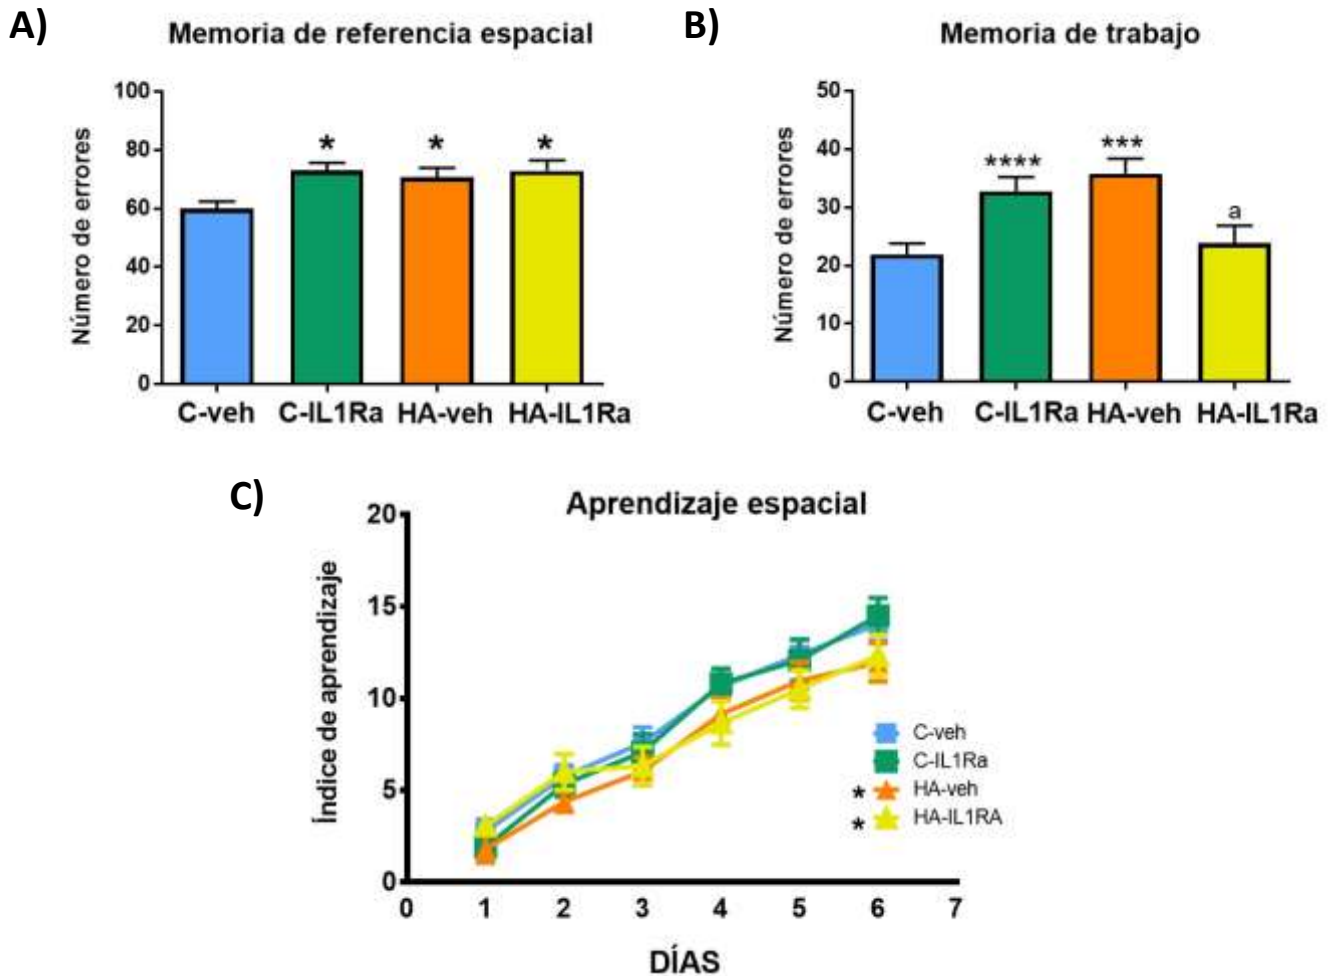 A)
Memoria de referencia espacial
Número de errores
100
80
60
40
20
0
*
*
*
C-veh
C-IL1Ra
HA-veh
HA-IL1Ra
B)
Memoria de trabajo
Número de errores
50
40
30
20
10
0
****
***
a
C-veh
C-IL1Ra
HA-veh
HA-IL1Ra
C)
Aprendizaje espacial
Índice de aprendizaje
20
15
10
5
0
C-veh
C-IL1Ra
* HA-veh
* HA-IL1RA
0 1 2 3 4 5 6 7
DÍAS